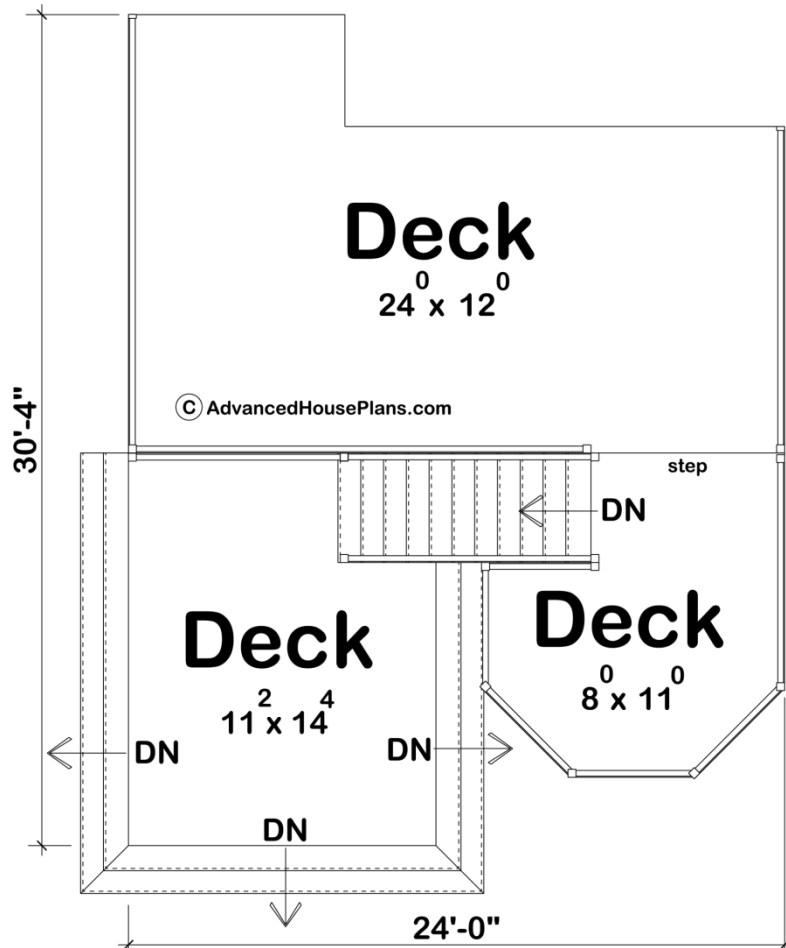 Deck
24⁰ x 12⁰
© AdvancedHousePlans.com
30'-4"
step
DN
Deck
11² x 14⁴
Deck
8⁰ x 11⁰
DN
DN
DN
24'-0"